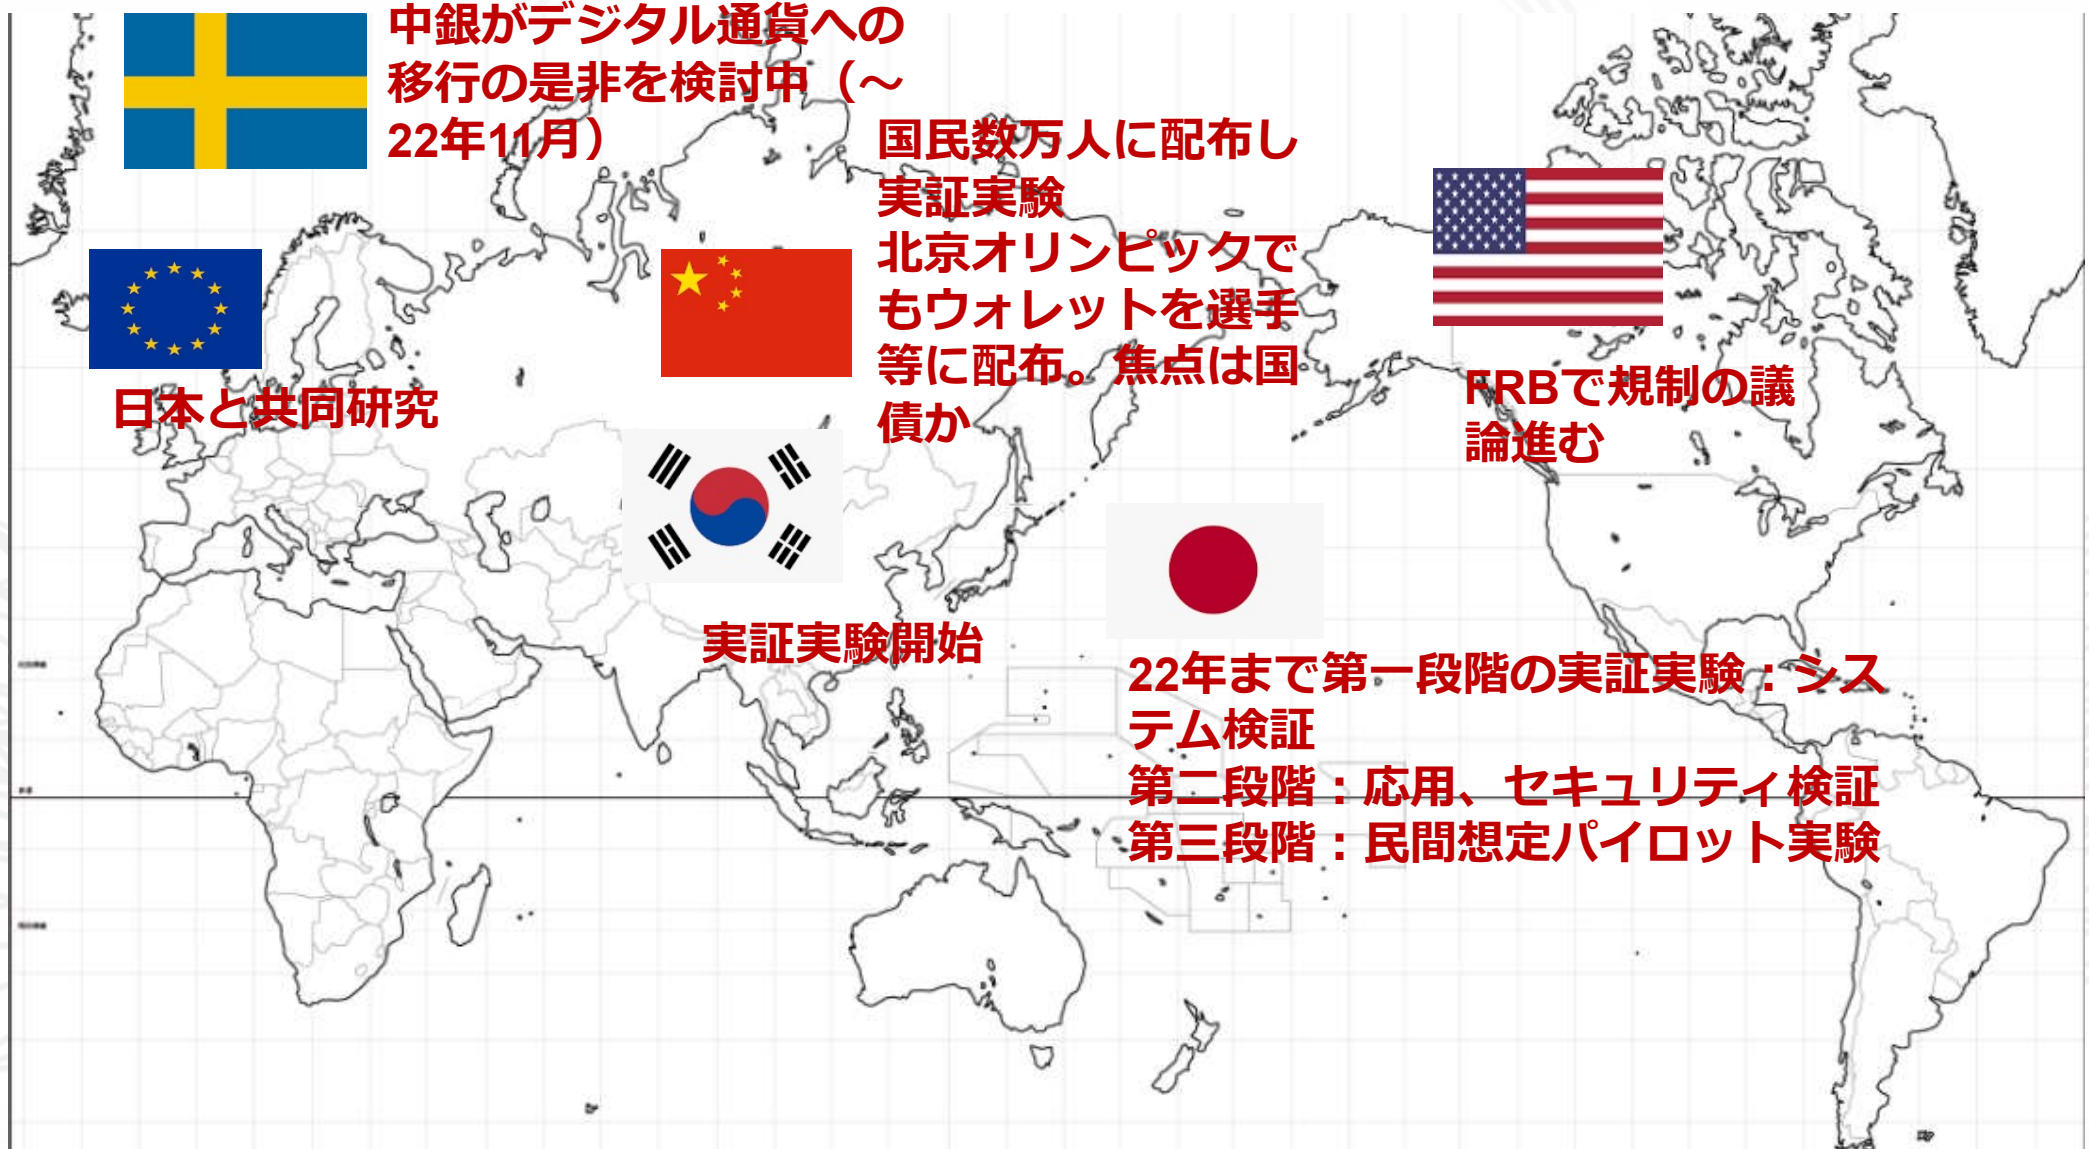 中銀がデジタル通貨への
移行の是非を検討中（～
22年11月）
国民数万人に配布し
実証実験
北京オリンピックで
もウォレットを選手
等に配布。焦点は国
債か
日本と共同研究
FRBで規制の議
論進む
実証実験開始
22年まで第一段階の実証実験：シス
テム検証
第二段階：応用、セキュリティ検証
第三段階：民間想定パイロット実験